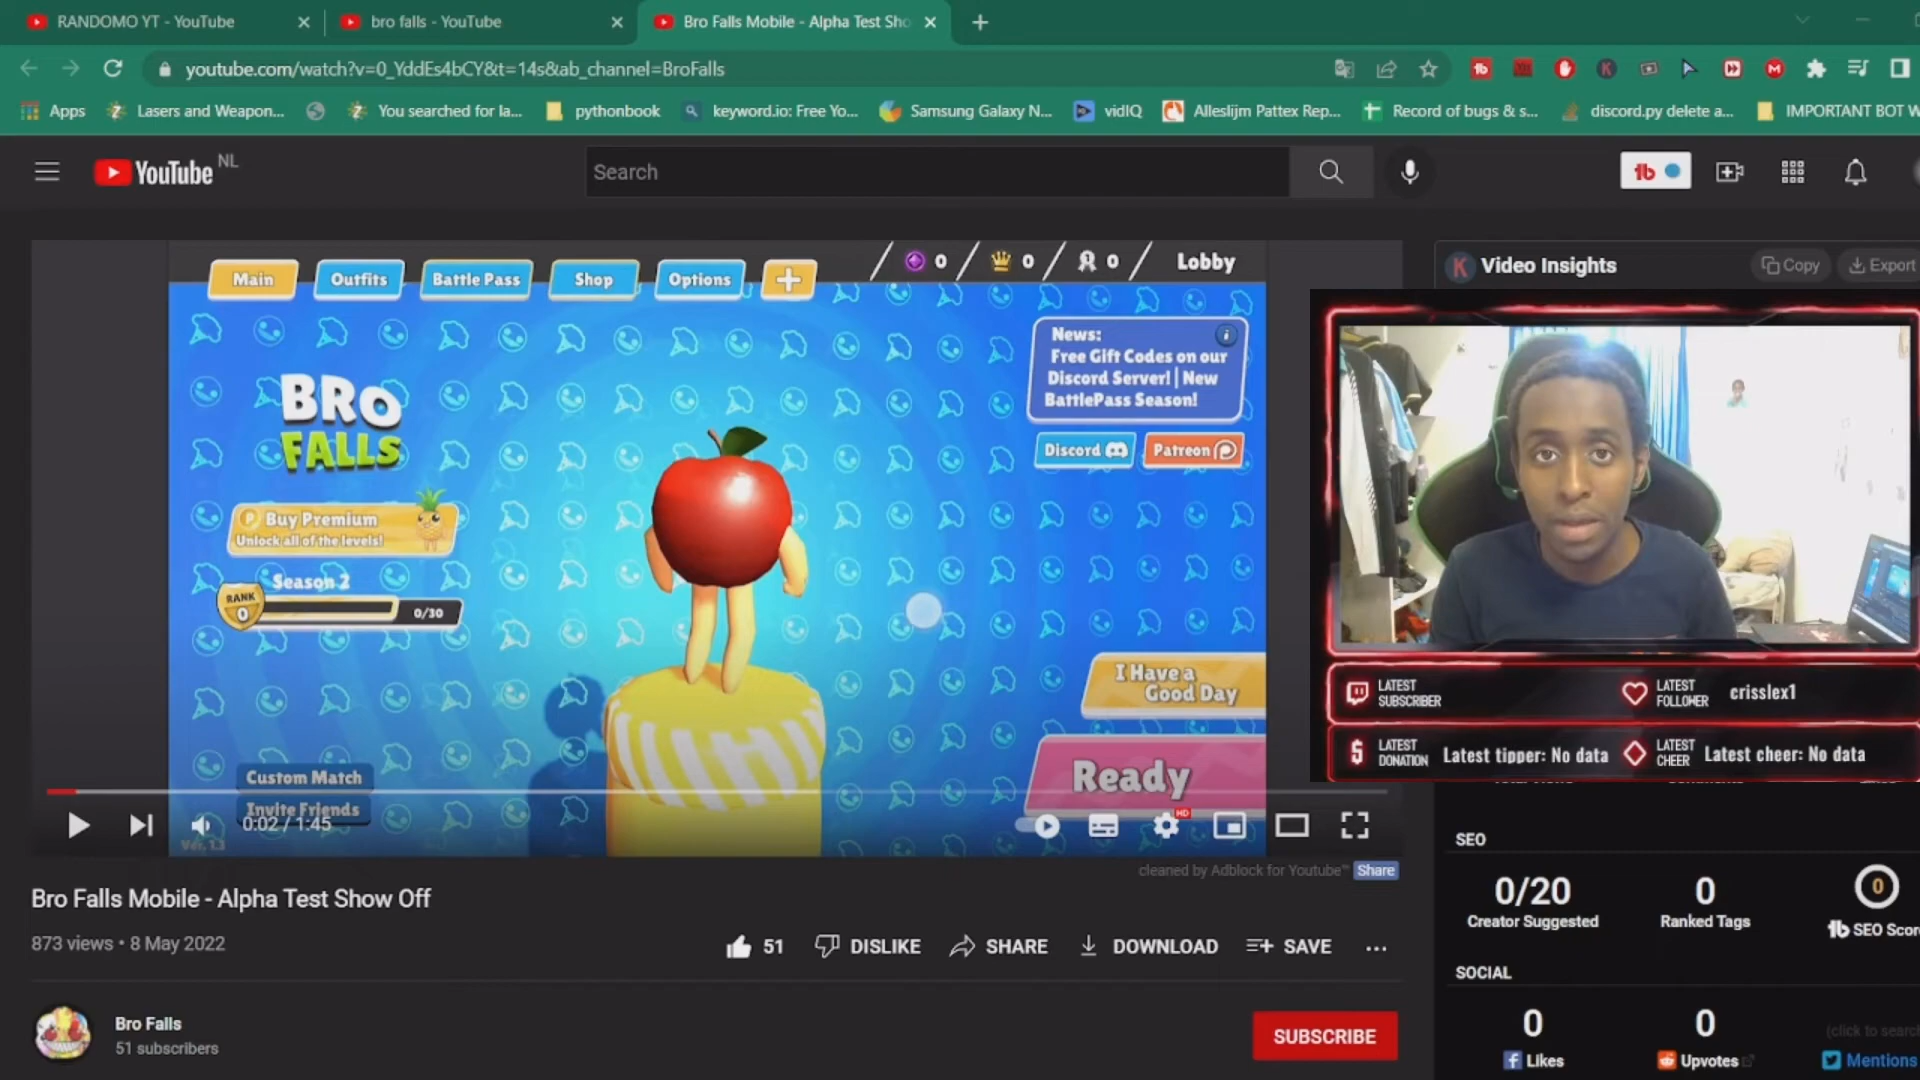 RANDOMO YT - YouTube
bro falls - YouTube
Bro Falls Mobile - Alpha Test Sho
youtube.com/watch?v=0_YddEs4bCY&t=14s&ab_channel=BroFalls
Apps
Lasers and Weapon...
You searched for la...
pythonbook
keyword.io: Free Yo...
Samsung Galaxy N...
vidIQ
Alleslijm Pattex Rep...
Record of bugs & s...
discord.py delete a...
IMPORTANT BOT W
YouTube NL
Search
Main
Outfits
Battle Pass
Shop
Options
0
0
0
Lobby
Video Insights
Copy
Export
News:
Free Gift Codes on our
Discord Server! | New
BattlePass Season!
Discord
Patreon
BRO
FALLS
Buy Premium
Unlock all of the levels!
Season 2
RANK
0
0/30
I Have a
Good Day
Ready
Custom Match
Invite Friends
0:02 / 1:45
Ver. 1.3
HD
LATEST
SUBSCRIBER
LATEST
FOLLOWER
crisslex1
LATEST
DONATION
Latest tipper: No data
LATEST
CHEER
Latest cheer: No data
cleaned by Adblock for Youtube™
Share
Bro Falls Mobile - Alpha Test Show Off
873 views • 8 May 2022
51
DISLIKE
SHARE
DOWNLOAD
SAVE
Bro Falls
51 subscribers
SUBSCRIBE
SEO
0/20
Creator Suggested
0
Ranked Tags
0
SEO Score
SOCIAL
0
Likes
0
Upvotes
(click to search
Mentions